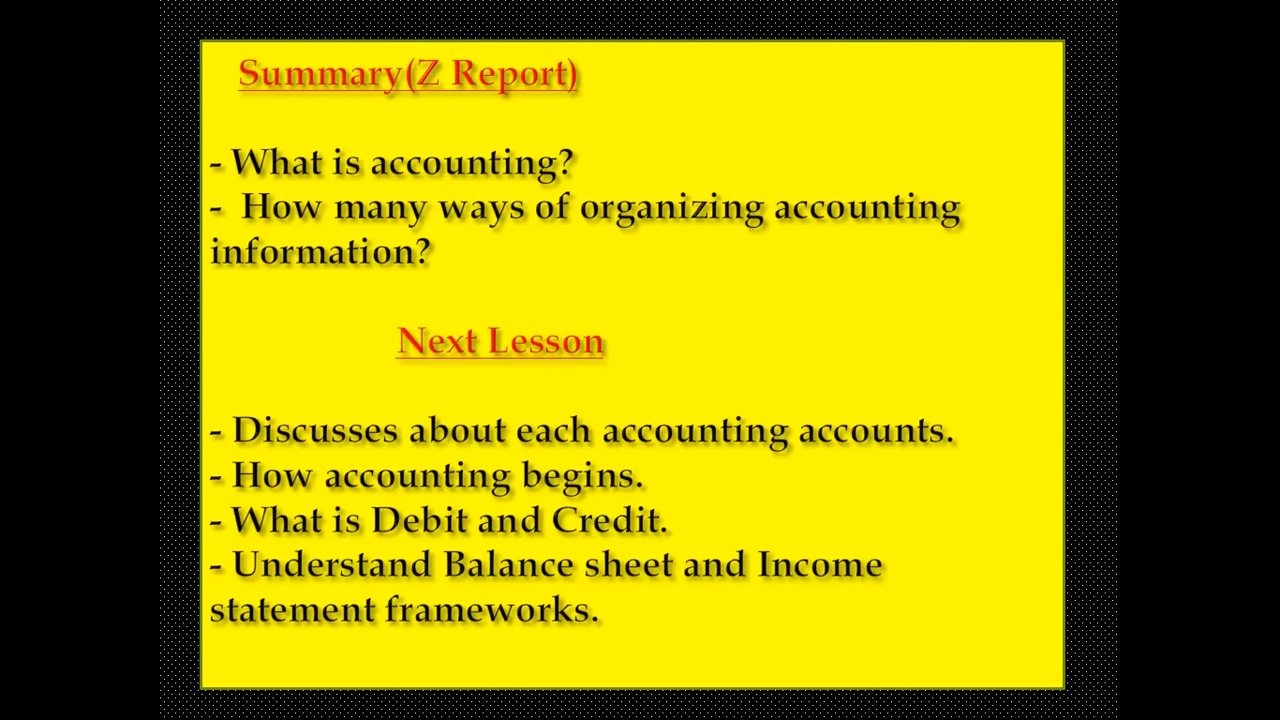 Summary(Z Report)
- What is accounting?
- How many ways of organizing accounting
information?
Next Lesson
- Discusses about each accounting accounts.
- How accounting begins.
- What is Debit and Credit.
- Understand Balance sheet and Income
statement frameworks.